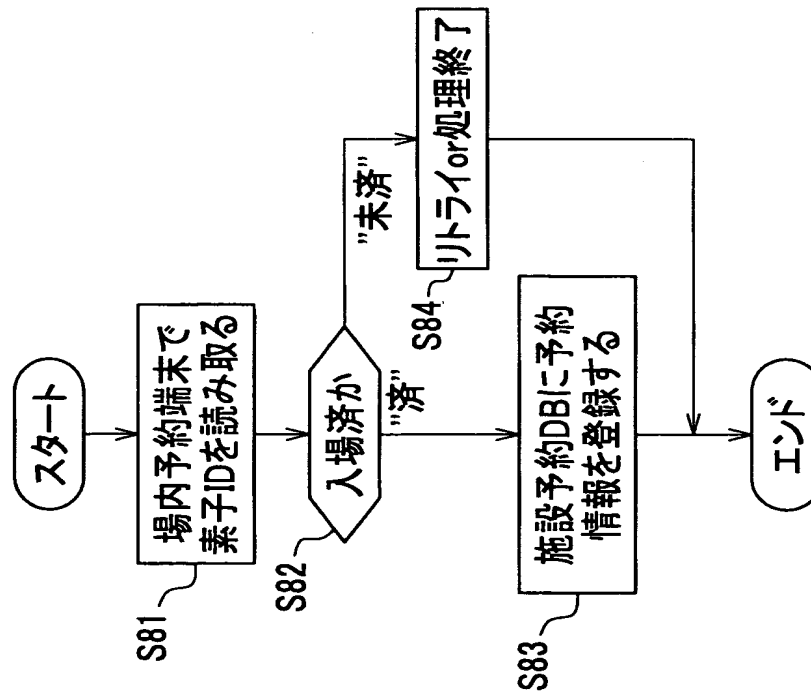 スタート
場内予約端末で
素子IDを読み取る
S81
入場済か
S82
"未済"
"済"
リトライor処理終了
S84
施設予約DBに予約
情報を登録する
S83
エンド